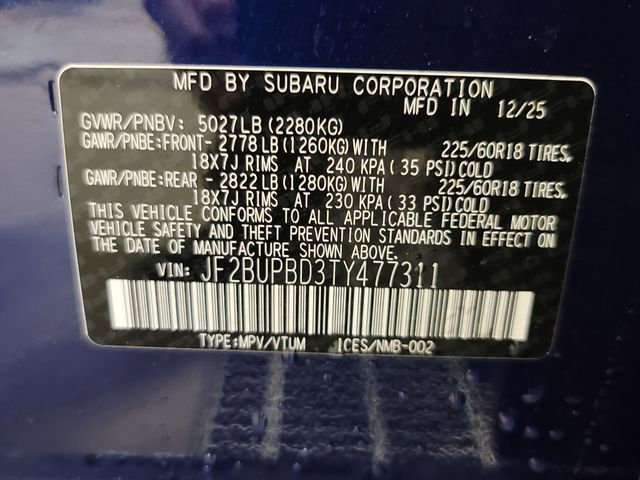 MFD BY SUBARU CORPORATION
MFD IN 12/25
GVWR/PNBV: 5027LB (2280KG)
GAWR/PNBE:FRONT- 2778 LB (1260KG) WITH 225/60R18 TIRES.
18X7J RIMS AT 240 KPA (35 PSI) COLD
GAWR/PNBE:REAR - 2822 LB (1280KG) WITH 225/60R18 TIRES.
18X7J RIMS AT 230 KPA (33 PSI) COLD
THIS VEHICLE CONFORMS TO ALL APPLICABLE FEDERAL MOTOR
VEHICLE SAFETY AND THEFT PREVENTION STANDARDS IN EFFECT ON
THE DATE OF MANUFACTURE SHOWN ABOVE.
VIN: JF2BUPBD3TY477311
TYPE:MPV/VTUM ICES/NMB-002